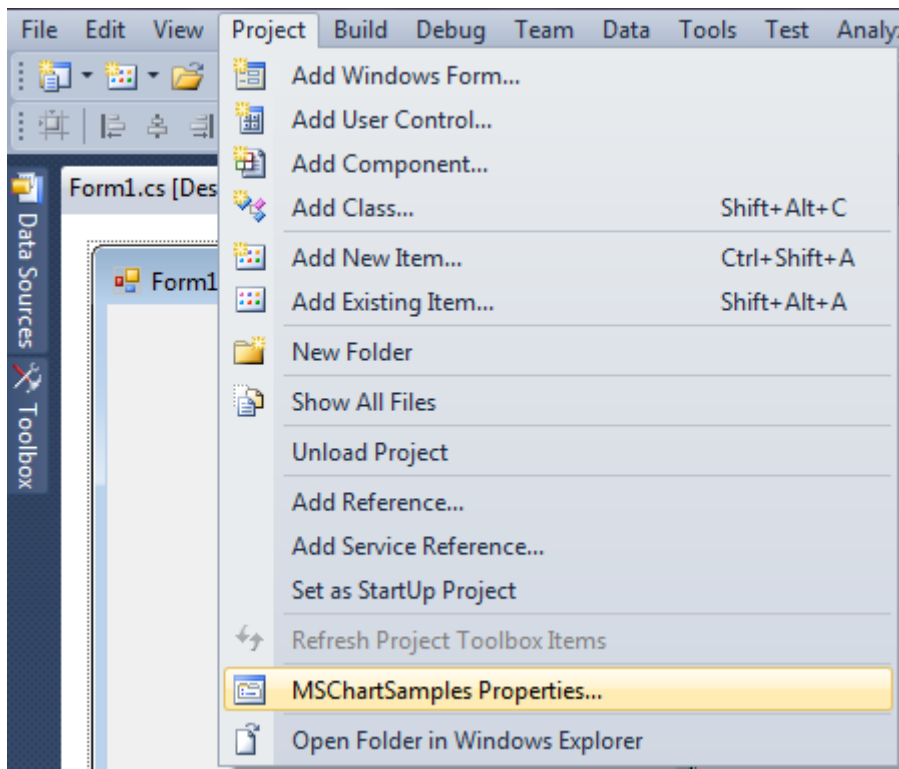 File Edit View Project Build Debug Team Data Tools Test
Add Windows Form...
Add User Control...
Add Component...
Form1.cs [Des
Add Class... Shift+Alt+C
Add New Item... Ctrl+Shift+A
Form1
Add Existing Item... Shift+Alt+A
Data Sources
New Folder
Show All Files
Toolbox
Unload Project
Add Reference...
Add Service Reference...
Set as StartUp Project
Refresh Project Toolbox Items
MSChartSamples Properties...
Open Folder in Windows Explorer